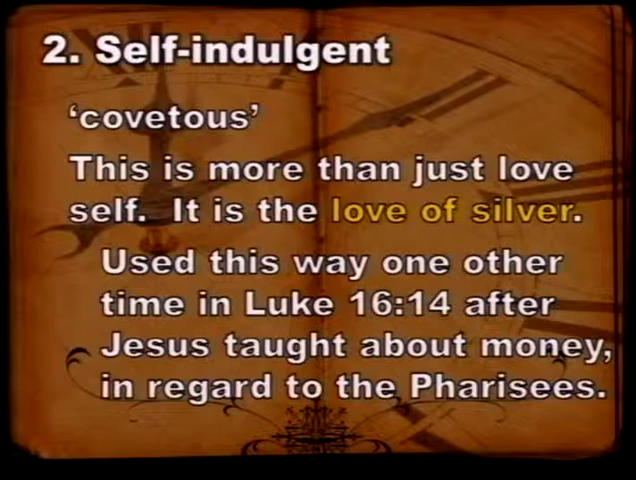 2. Self-indulgent
‘covetous’
This is more than just love
self. It is the love of silver.
Used this way one other
time in Luke 16:14 after
Jesus taught about money,
in regard to the Pharisees.